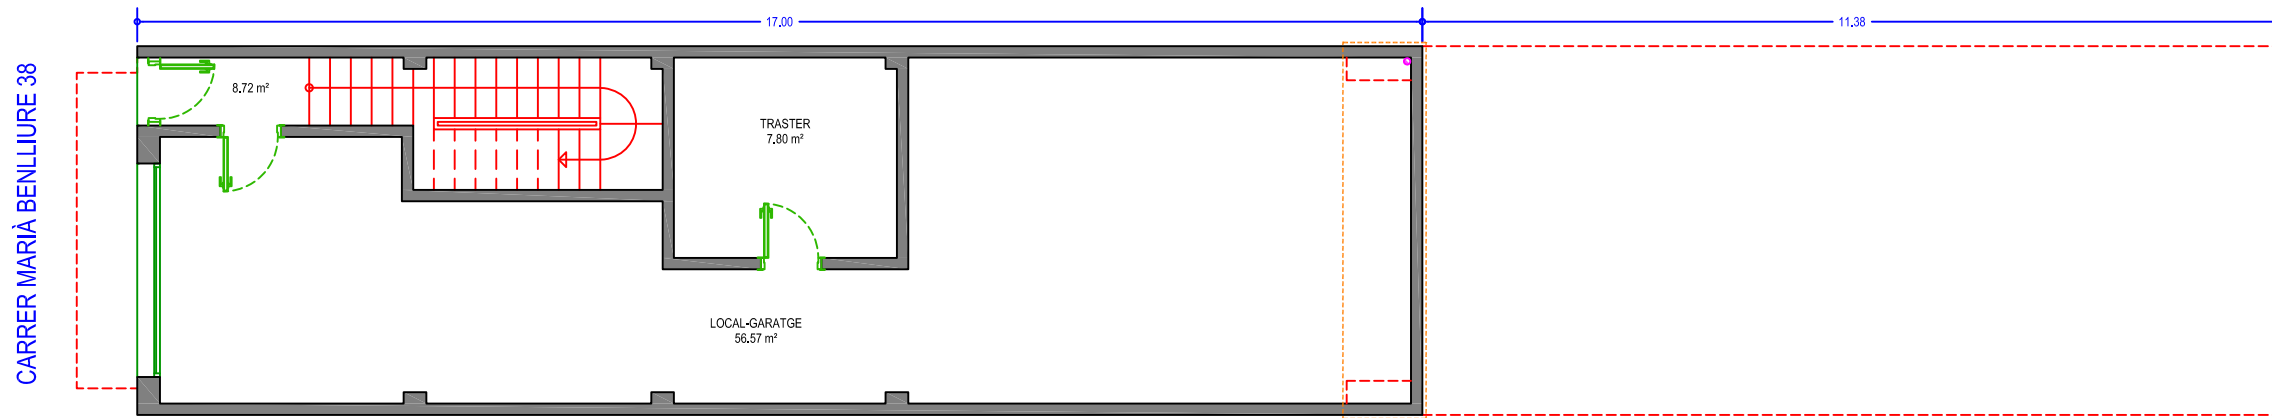 17.00
11.38
CARRER MARIÀ BENLLIURE 38
8.72 m²
TRASTER
7.80 m²
LOCAL-GARATGE
56.57 m²